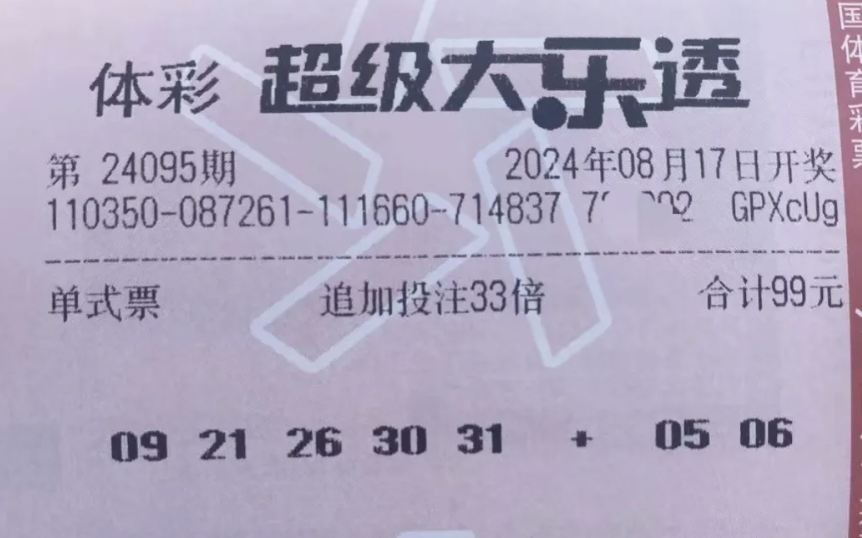 体彩 超级大乐透
第 24095期 2024年08月17日开奖
110350-087261-111660-714837 GPXcUg
单式票 追加投注33倍 合计99元
09 21 26 30 31 + 05 06
国体育彩票